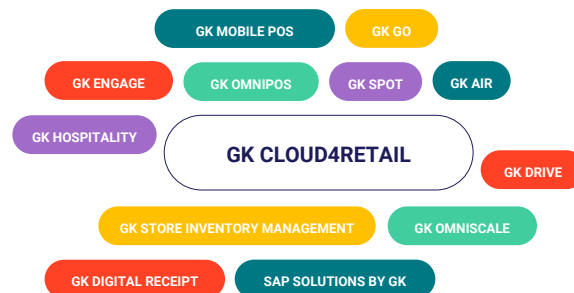 GK MOBILE POS
GK GO
GK ENGAGE
GK OMNIPOS
GK SPOT
GK AIR
GK HOSPITALITY
GK CLOUD4RETAIL
GK DRIVE
GK STORE INVENTORY MANAGEMENT
GK OMNISCALE
GK DIGITAL RECEIPT
SAP SOLUTIONS BY GK